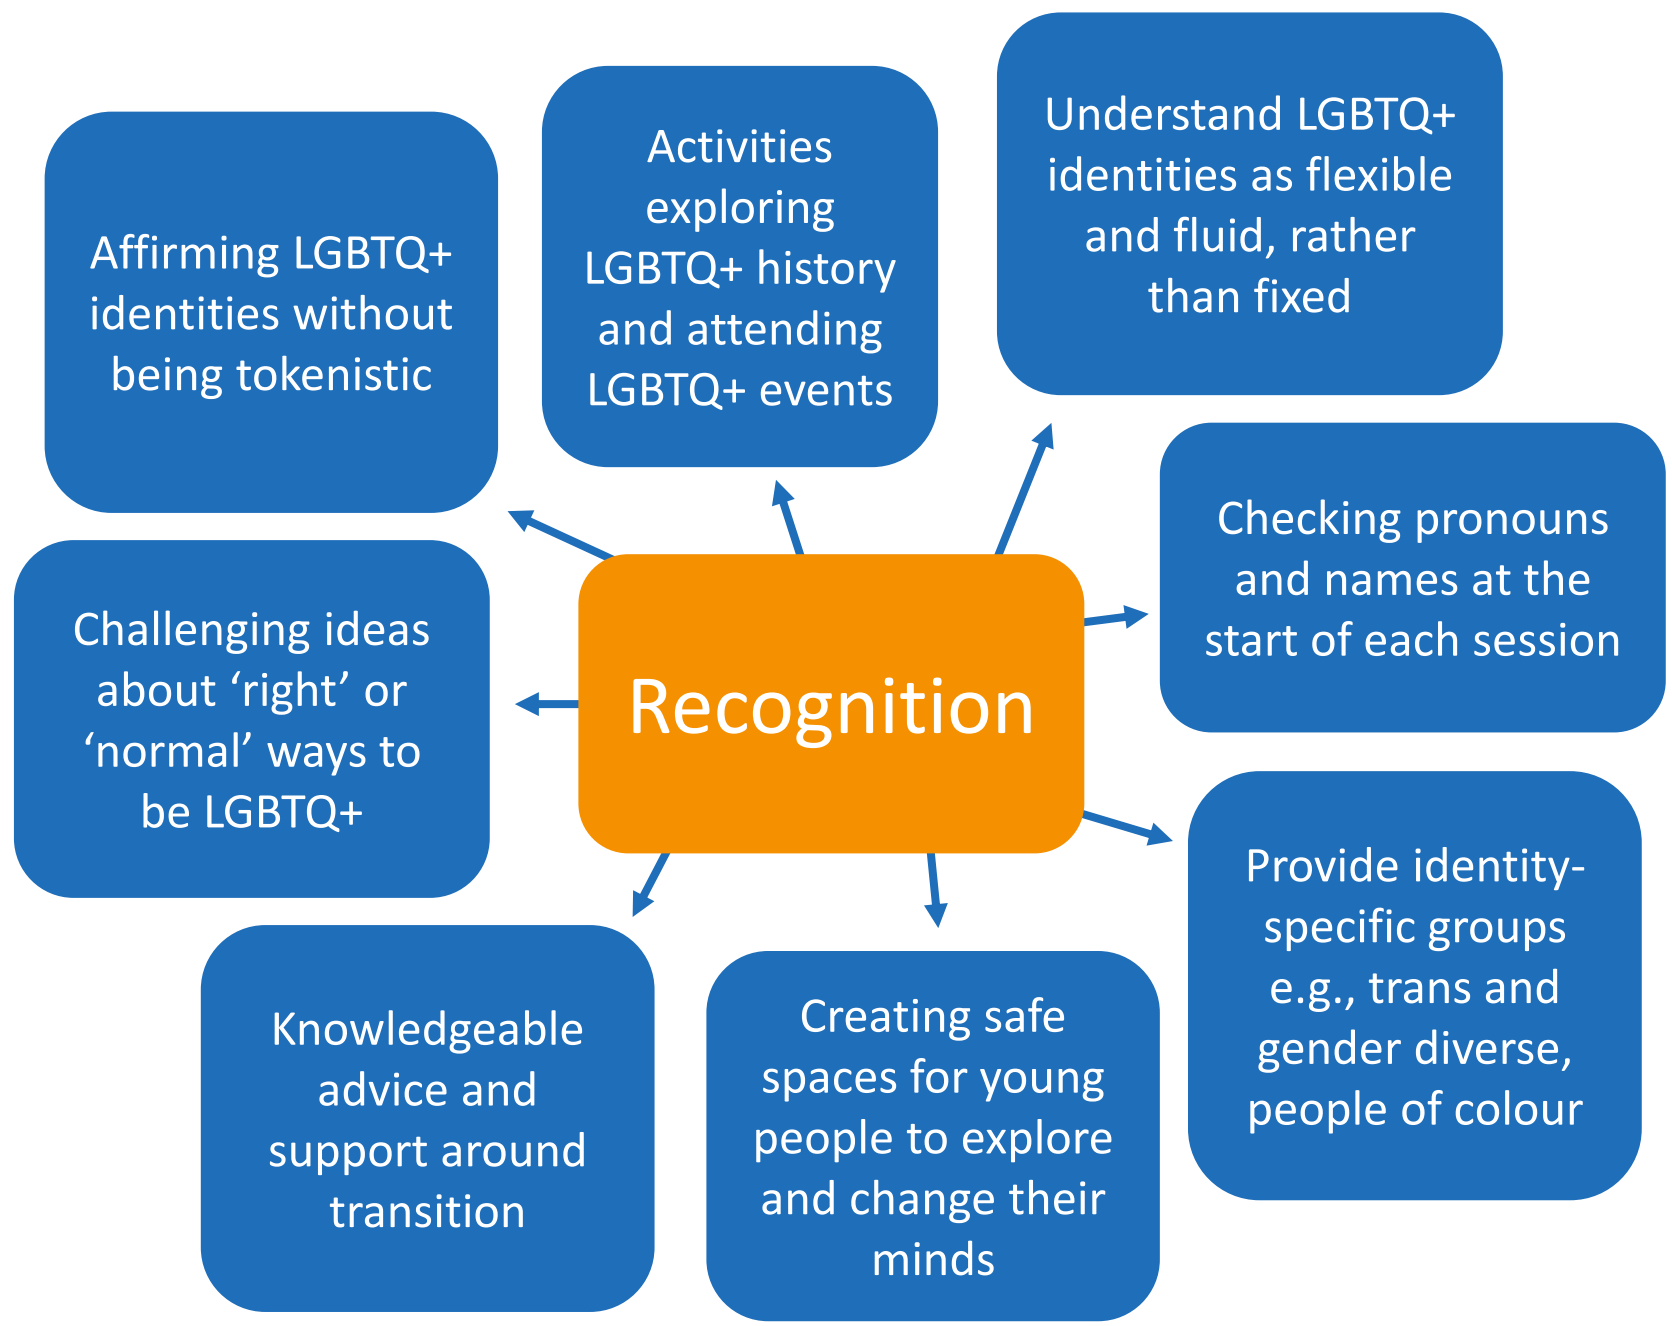 Affirming LGBTQ+
identities without
being tokenistic
Activities
exploring
LGBTQ+ history
and attending
LGBTQ+ events
Understand LGBTQ+
identities as flexible
and fluid, rather
than fixed
Checking pronouns
and names at the
start of each session
Challenging ideas
about ‘right’ or
‘normal’ ways to
be LGBTQ+
Recognition
Provide identity-
specific groups
e.g., trans and
gender diverse,
people of colour
Knowledgeable
advice and
support around
transition
Creating safe
spaces for young
people to explore
and change their
minds